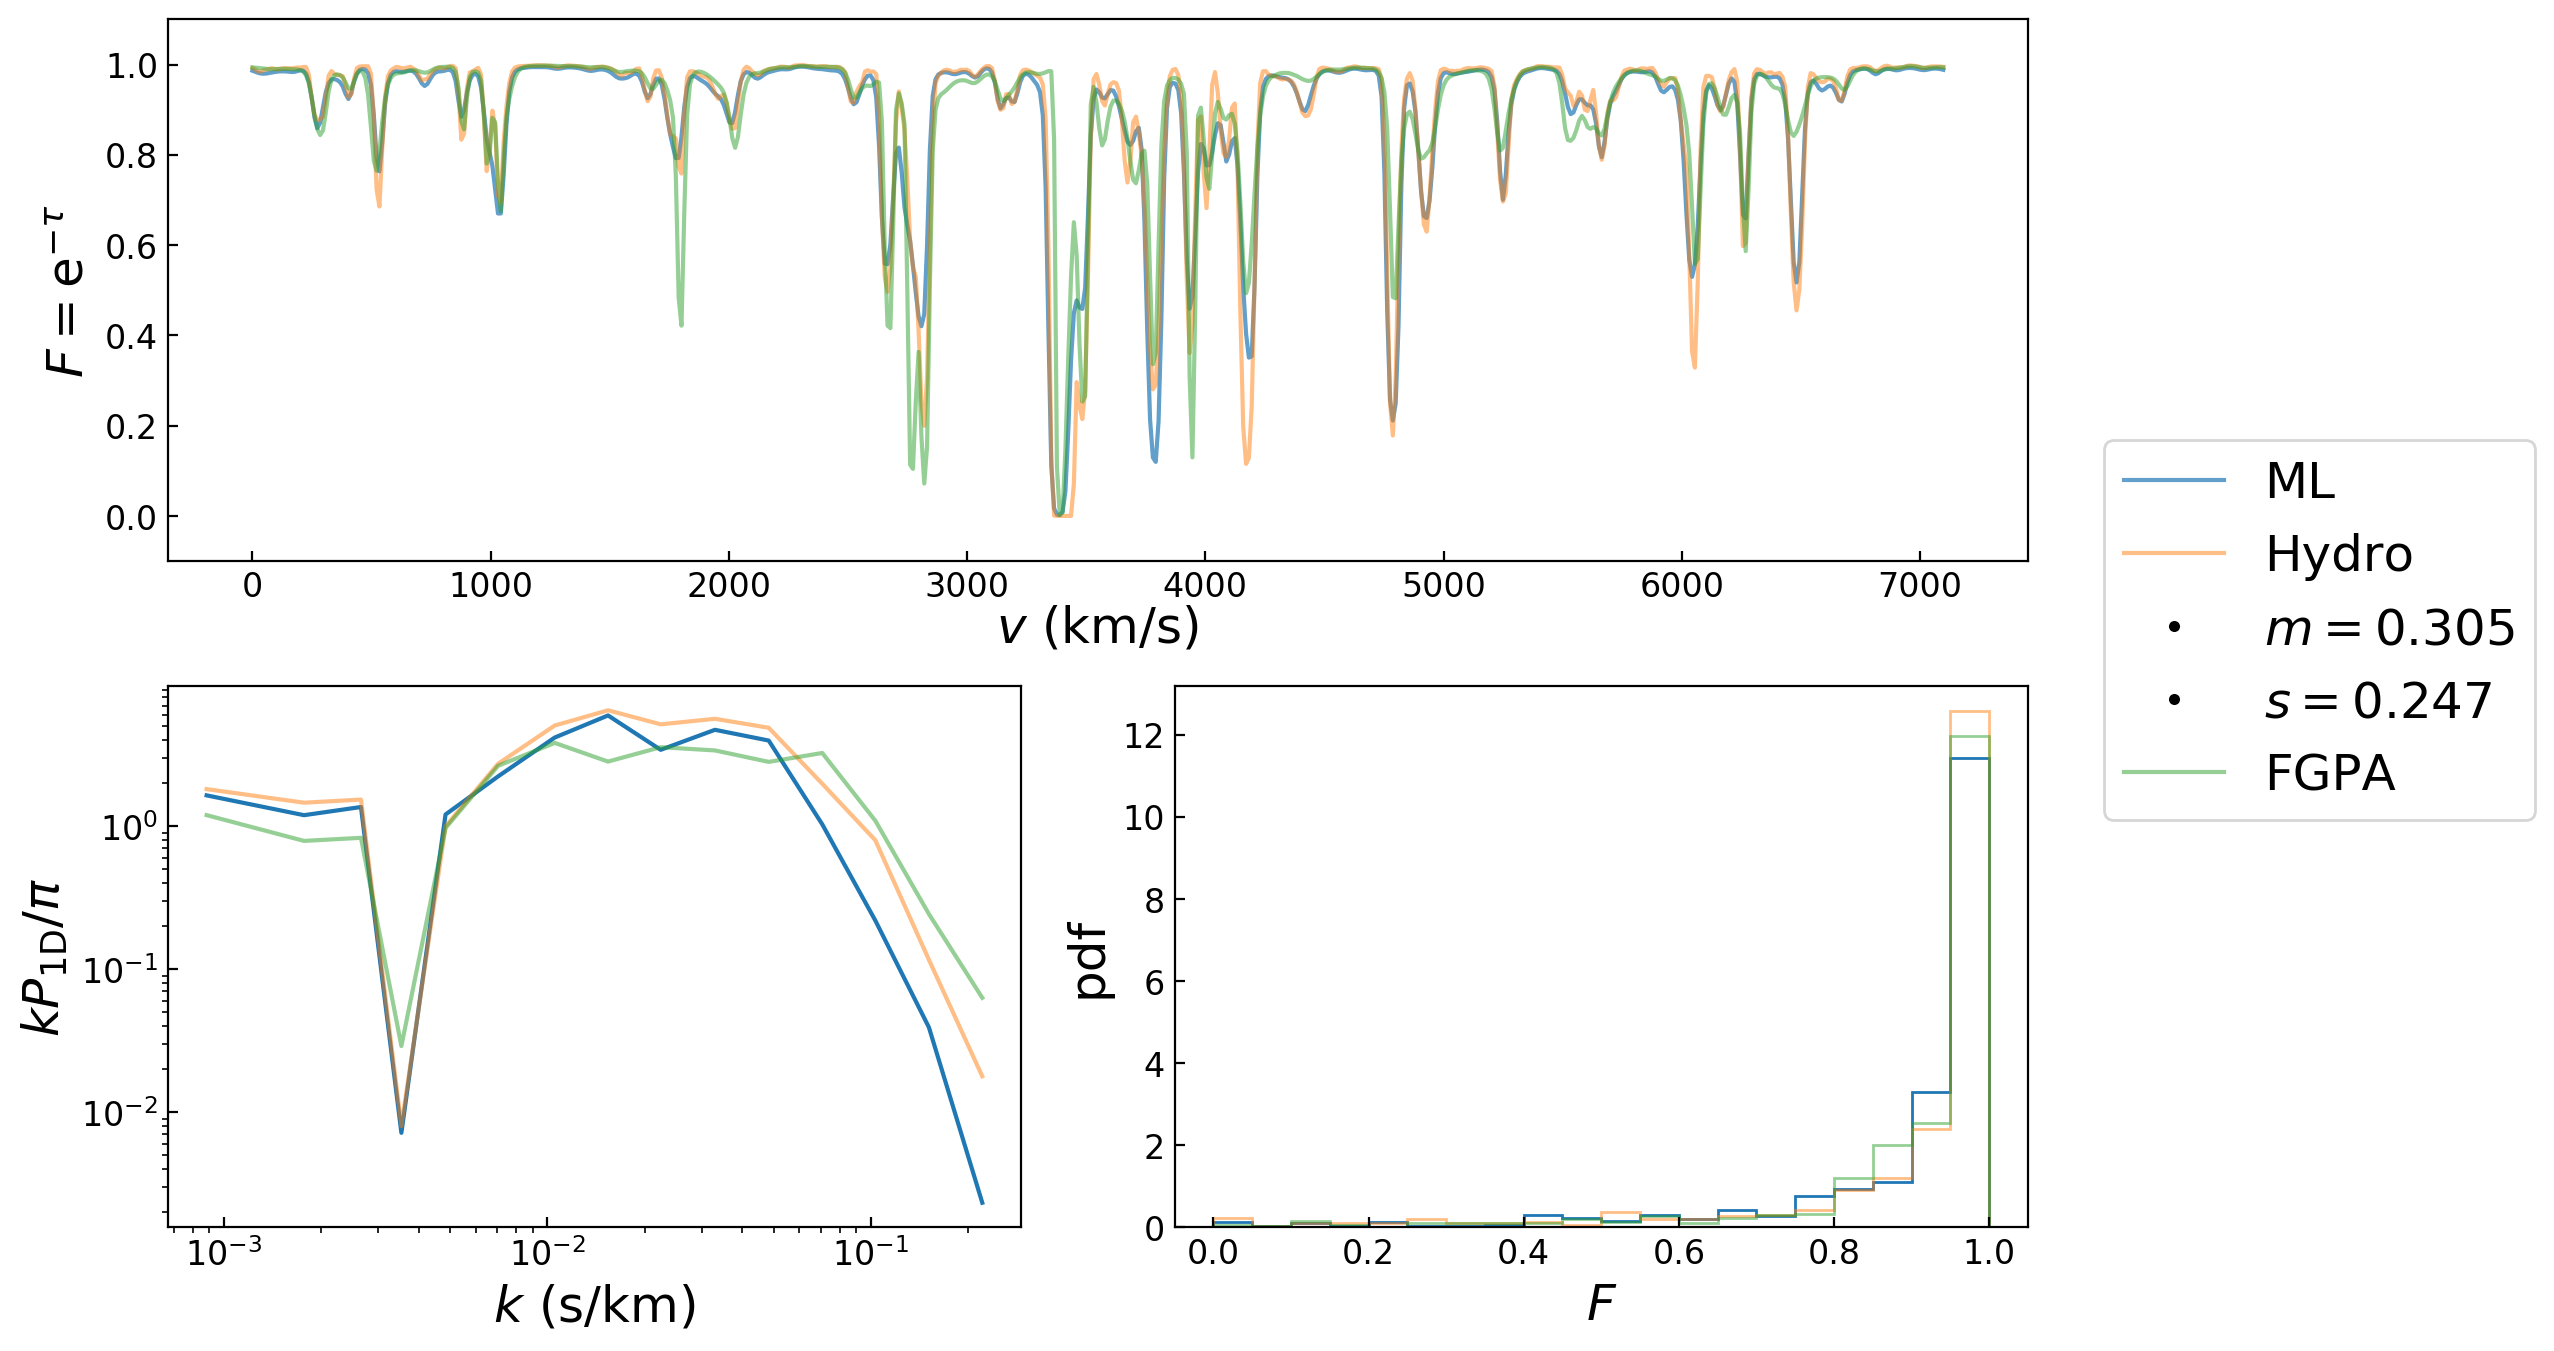 1.0
0.8
0.6
0.4
0.2
0.0
F = e^{-τ}
0 1000 2000 3000 4000 5000 6000 7000
v (km/s)
ML
Hydro
m = 0.305
s = 0.247
FGPA
10^0
10^{-1}
10^{-2}
kP_{1D}/π
10^{-3} 10^{-2} 10^{-1}
k (s/km)
12
10
8
6
4
2
0
pdf
0.0 0.2 0.4 0.6 0.8 1.0
F